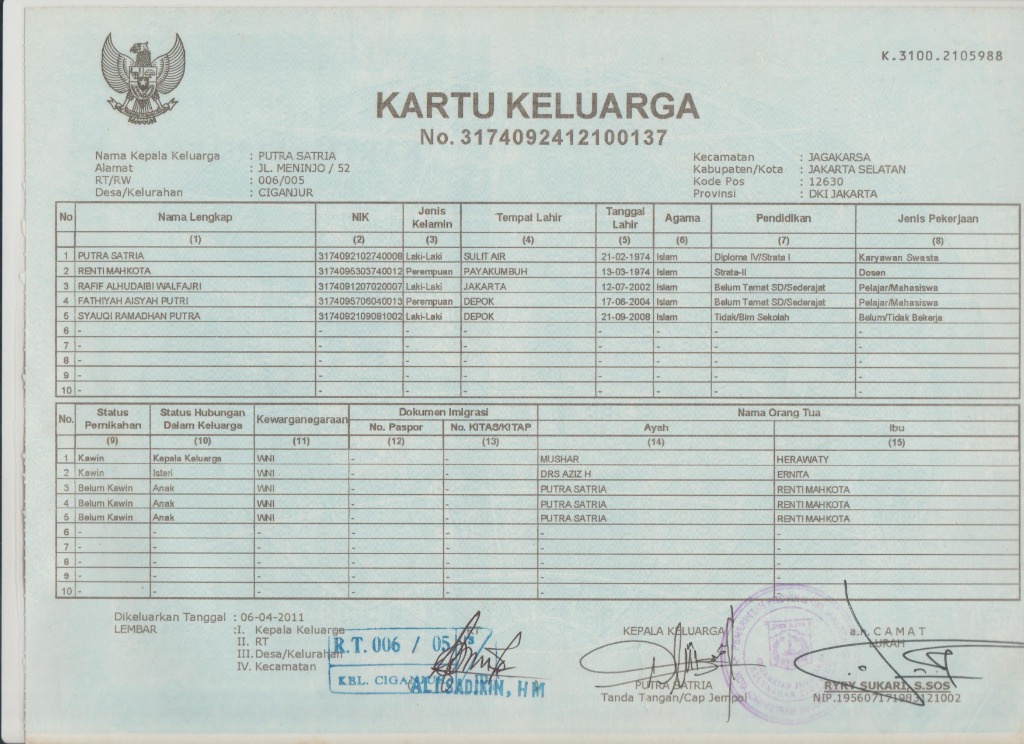 K.3100.2105988
KARTU KELUARGA
No. 3174092412100137
Nama Kepala Keluarga : PUTRA SATRIA
Alamat : JL. MENINJO / 52
RT/RW : 006/005
Desa/Kelurahan : CIGANJUR
Kecamatan : JAGAKARSA
Kabupaten/Kota : JAKARTA SELATAN
Kode Pos : 12630
Provinsi : DKI JAKARTA
No Nama Lengkap NIK Jenis Kelamin Tempat Lahir Tanggal Lahir Agama Pendidikan Jenis Pekerjaan
(1) (2) (3) (4) (5) (6) (7) (8)
1 PUTRA SATRIA 3174092102740008 Laki-Laki SULIT AIR 21-02-1974 Islam Diploma IV/Strata I Karyawan Swasta
2 RENTI MAHKOTA 3174095303740012 Perempuan PAYAKUMBUH 13-03-1974 Islam Strata-II Dosen
3 RAFIF ALHUDAIBI WALFAJRI 3174091207020007 Laki-Laki JAKARTA 12-07-2002 Islam Belum Tamat SD/Sederajat Pelajar/Mahasiswa
4 FATHIYAH AISYAH PUTRI 3174095706040013 Perempuan DEPOK 17-06-2004 Islam Belum Tamat SD/Sederajat Pelajar/Mahasiswa
5 SYAUQI RAMADHAN PUTRA 3174092109081002 Laki-Laki DEPOK 21-09-2008 Islam Tidak/Blm Sekolah Belum/Tidak Bekerja
6 - - - - - - - -
7 - - - - - - - -
8 - - - - - - - -
9 - - - - - - - -
10 - - - - - - - -
No. Status Pernikahan Status Hubungan Dalam Keluarga Kewarganegaraan Dokumen Imigrasi Nama Orang Tua
No. Paspor No. KITAS/KITAP Ayah Ibu
(9) (10) (11) (12) (13) (14) (15)
1 Kawin Kepala Keluarga WNI - - MUSHAR HERAWATY
2 Kawin Isteri WNI - - DRS AZIZ H ERNITA
3 Belum Kawin Anak WNI - - PUTRA SATRIA RENTI MAHKOTA
4 Belum Kawin Anak WNI - - PUTRA SATRIA RENTI MAHKOTA
5 Belum Kawin Anak WNI - - PUTRA SATRIA RENTI MAHKOTA
6 - - - - - - -
7 - - - - - - -
8 - - - - - - -
9 - - - - - - -
10 - - - - - - -
Dikeluarkan Tanggal : 06-04-2011
LEMBAR : I. Kepala Keluarga
II. RT
III. Desa/Kelurahan
IV. Kecamatan
R.T. 006 / 05
KEL. CIGANJUR
ALI SADIKIN, HM
KEPALA KELUARGA
PUTRA SATRIA
Tanda Tangan/Cap Jempol
a.n. CAMAT
LURAH
RYRY SUKARI, S.SOS